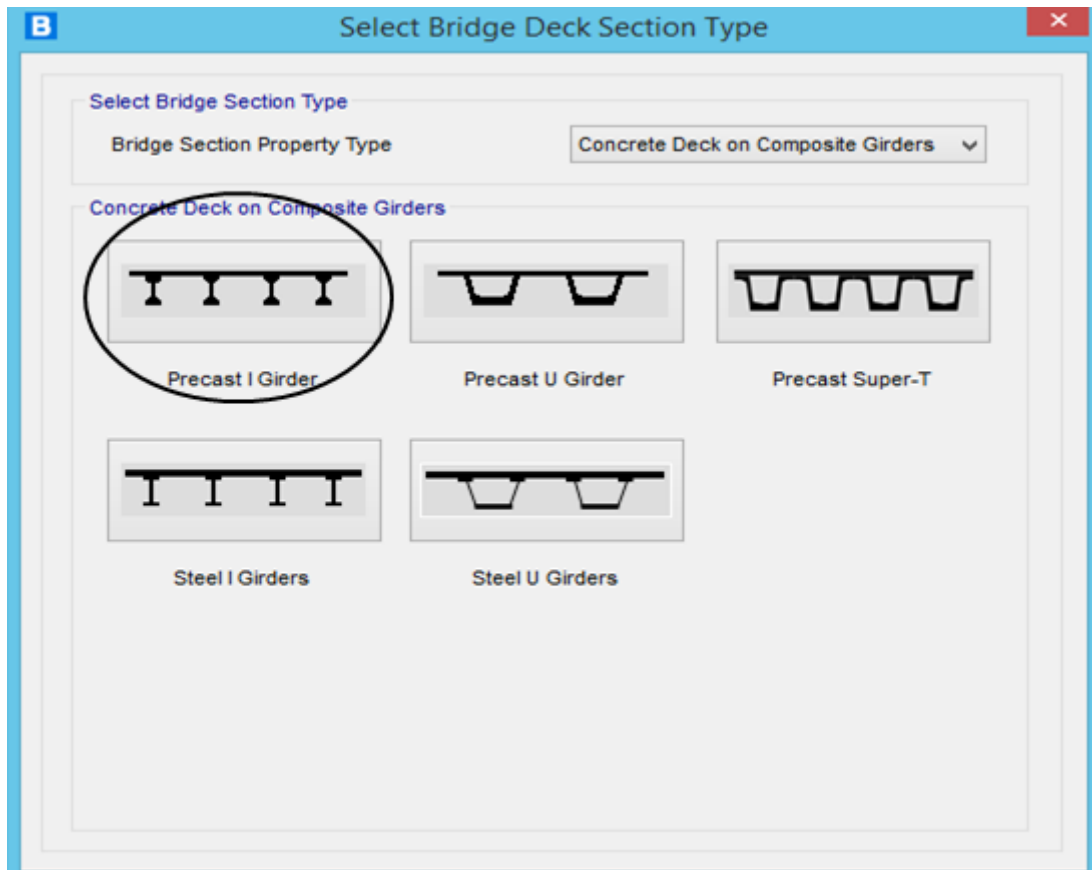 B
Select Bridge Deck Section Type
Select Bridge Section Type
Bridge Section Property Type
Concrete Deck on Composite Girders
Concrete Deck on Composite Girders
Precast I Girder
Precast U Girder
Precast Super-T
Steel I Girders
Steel U Girders